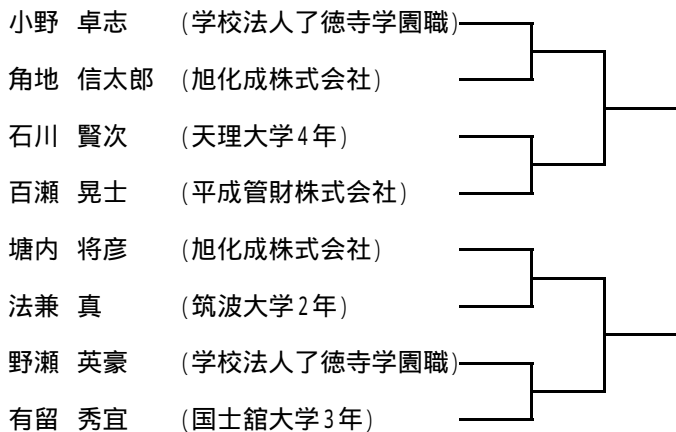 小野 卓志 (学校法人了徳寺学園職)
角地 信太郎 (旭化成株式会社)
石川 賢次 (天理大学4年)
百瀬 晃士 (平成管財株式会社)
塘内 将彦 (旭化成株式会社)
法兼 真 (筑波大学2年)
野瀬 英豪 (学校法人了徳寺学園職)
有留 秀宜 (国士舘大学3年)